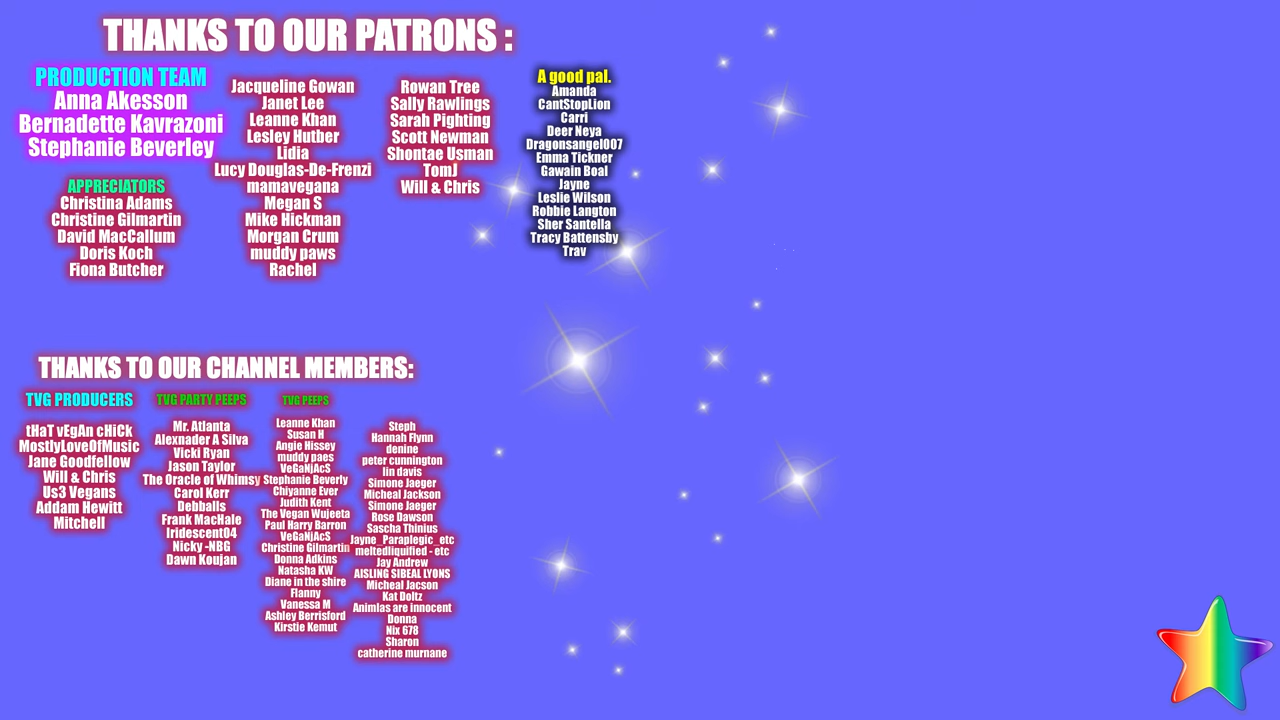 THANKS TO OUR PATRONS :
PRODUCTION TEAM
Anna Akesson
Bernadette Kavrazoni
Stephanie Beverley
APPRECIATORS
Christina Adams
Christine Gilmartin
David MacCallum
Doris Koch
Fiona Butcher
Jacqueline Gowan
Janet Lee
Leanne Khan
Lesley Hutber
Lidia
Lucy Douglas-De-Frenzi
mamavegana
Megan S
Mike Hickman
Morgan Crum
muddy paws
Rachel
Rowan Tree
Sally Rawlings
Sarah Pighting
Scott Newman
Shontae Usman
TomJ
Will & Chris
A good pal.
Amanda
CantStopLion
Carri
Deer Neya
Dragonsangel007
Emma Tickner
Gawain Boal
Jayne
Leslie Wilson
Robbie Langton
Sher Santella
Tracy Battensby
Trav
THANKS TO OUR CHANNEL MEMBERS:
TVG PRODUCERS
tHaT vEgAn cHiCk
MostlyLoveOfMusic
Jane Goodfellow
Will & Chris
Us3 Vegans
Addam Hewitt
Mitchell
TVG PARTY PEEPS
Mr. Atlanta
Alexnader A Silva
Vicki Ryan
Jason Taylor
The Oracle of Whimsy
Carol Kerr
Debballs
Frank MacHale
Iridescent04
Nicky -NBG
Dawn Koujan
TVG PEEPS
Leanne Khan
Susan H
Angie Hissey
muddy paes
VeGaNjAcS
Stephanie Beverly
Chiyanne Ever
Judith Kent
The Vegan Wujeeta
Paul Harry Barron
VeGaNjAcS
Christine Gilmartin
Donna Adkins
Natasha KW
Diane in the shire
Flanny
Vanessa M
Ashley Berrisford
Kirstie Kemut
Steph
Hannah Flynn
denine
peter cunnington
lin davis
Simone Jaeger
Micheal Jackson
Simone Jaeger
Rose Dawson
Sascha Thinius
Jayne_Paraplegic_etc
meltedliquified - etc
Jay Andrew
AISLING SIBEAL LYONS
Micheal Jacson
Kat Doltz
Animlas are innocent
Donna
Nix 678
Sharon
catherine murnane